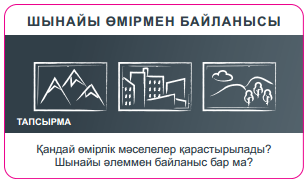 ШЫНАЙЫ ӨМІРМЕН БАЙЛАНЫСЫ
ТАПСЫРМА
Қандай өмірлік мәселелер қарастырылады?
Шынайы әлеммен байланыс бар ма?